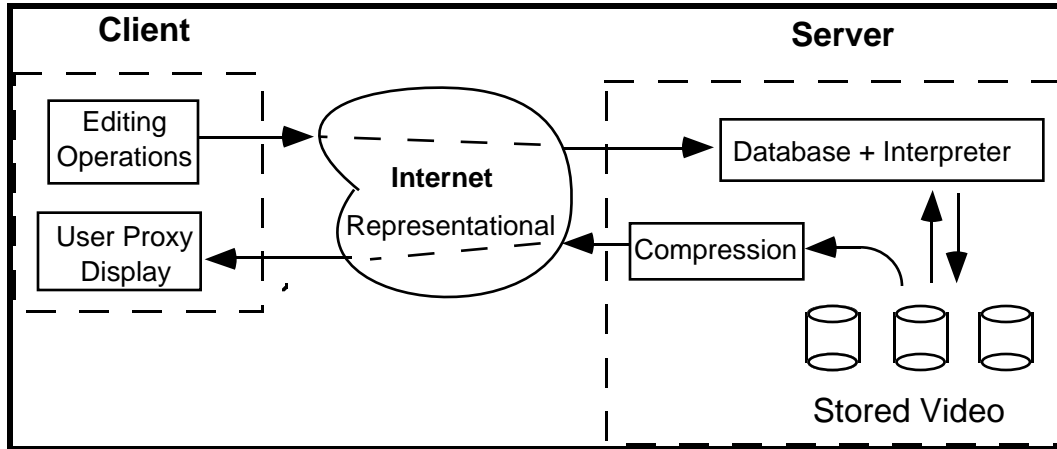 Client
Server
Editing
Operations
Database + Interpreter
Internet
Representational
User Proxy
Display
Compression
Stored Video